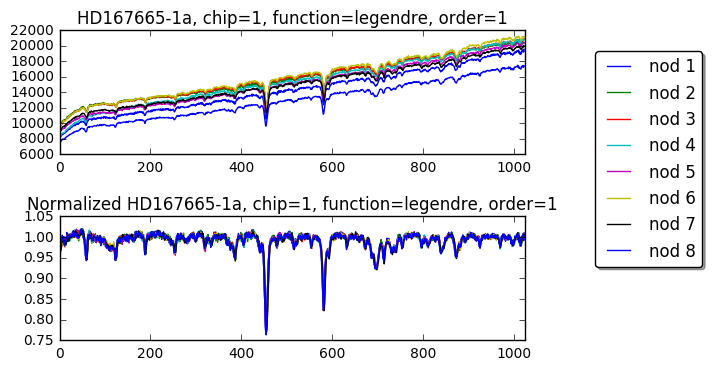 HD167665-1a, chip=1, function=legendre, order=1
22000
20000
18000
16000
14000
12000
10000
8000
6000
0 200 400 600 800 1000
nod 1
nod 2
nod 3
nod 4
nod 5
nod 6
nod 7
nod 8
Normalized HD167665-1a, chip=1, function=legendre, order=1
1.05
1.00
0.95
0.90
0.85
0.80
0.75
0 200 400 600 800 1000